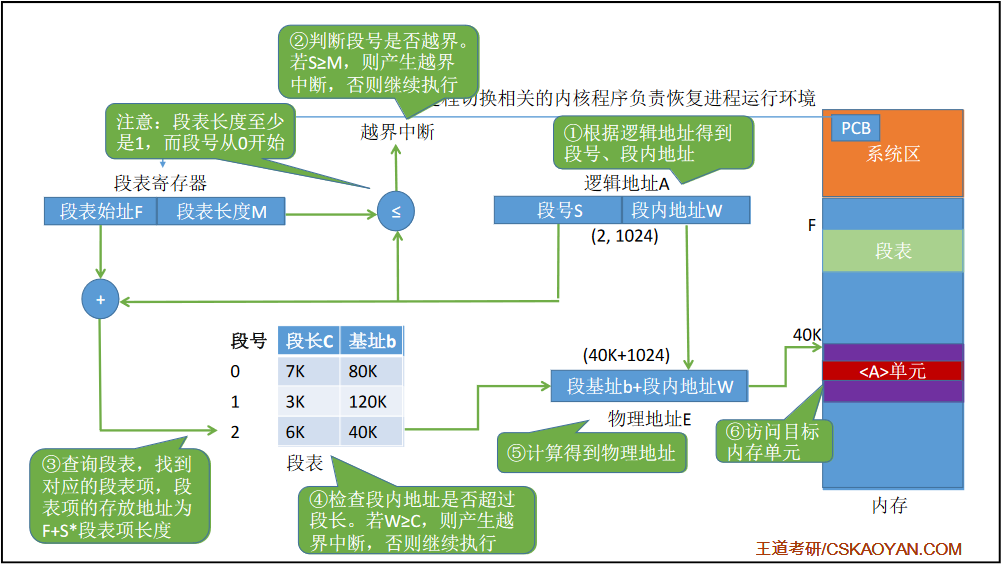 ②判断段号是否越界。
若S≥M，则产生越界
中断，否则继续执行
程切换相关的内核程序负责恢复进程运行环境
注意：段表长度至少
是1，而段号从0开始
越界中断
①根据逻辑地址得到
段号、段内地址
PCB
系统区
段表寄存器
逻辑地址A
段表始址F
段表长度M
≤
段号S
段内地址W
(2, 1024)
F
段表
+
段号
段长C
基址b
0
7K
80K
1
3K
120K
2
6K
40K
段表
(40K+1024)
段基址b+段内地址W
物理地址E
40K
<A>单元
③查询段表，找到
对应的段表项，段
表项的存放地址为
F+S*段表项长度
④检查段内地址是否超过
段长。若W≥C，则产生越
界中断，否则继续执行
⑤计算得到物理地址
⑥访问目标
内存单元
内存
王道考研/CSKAOYAN.COM